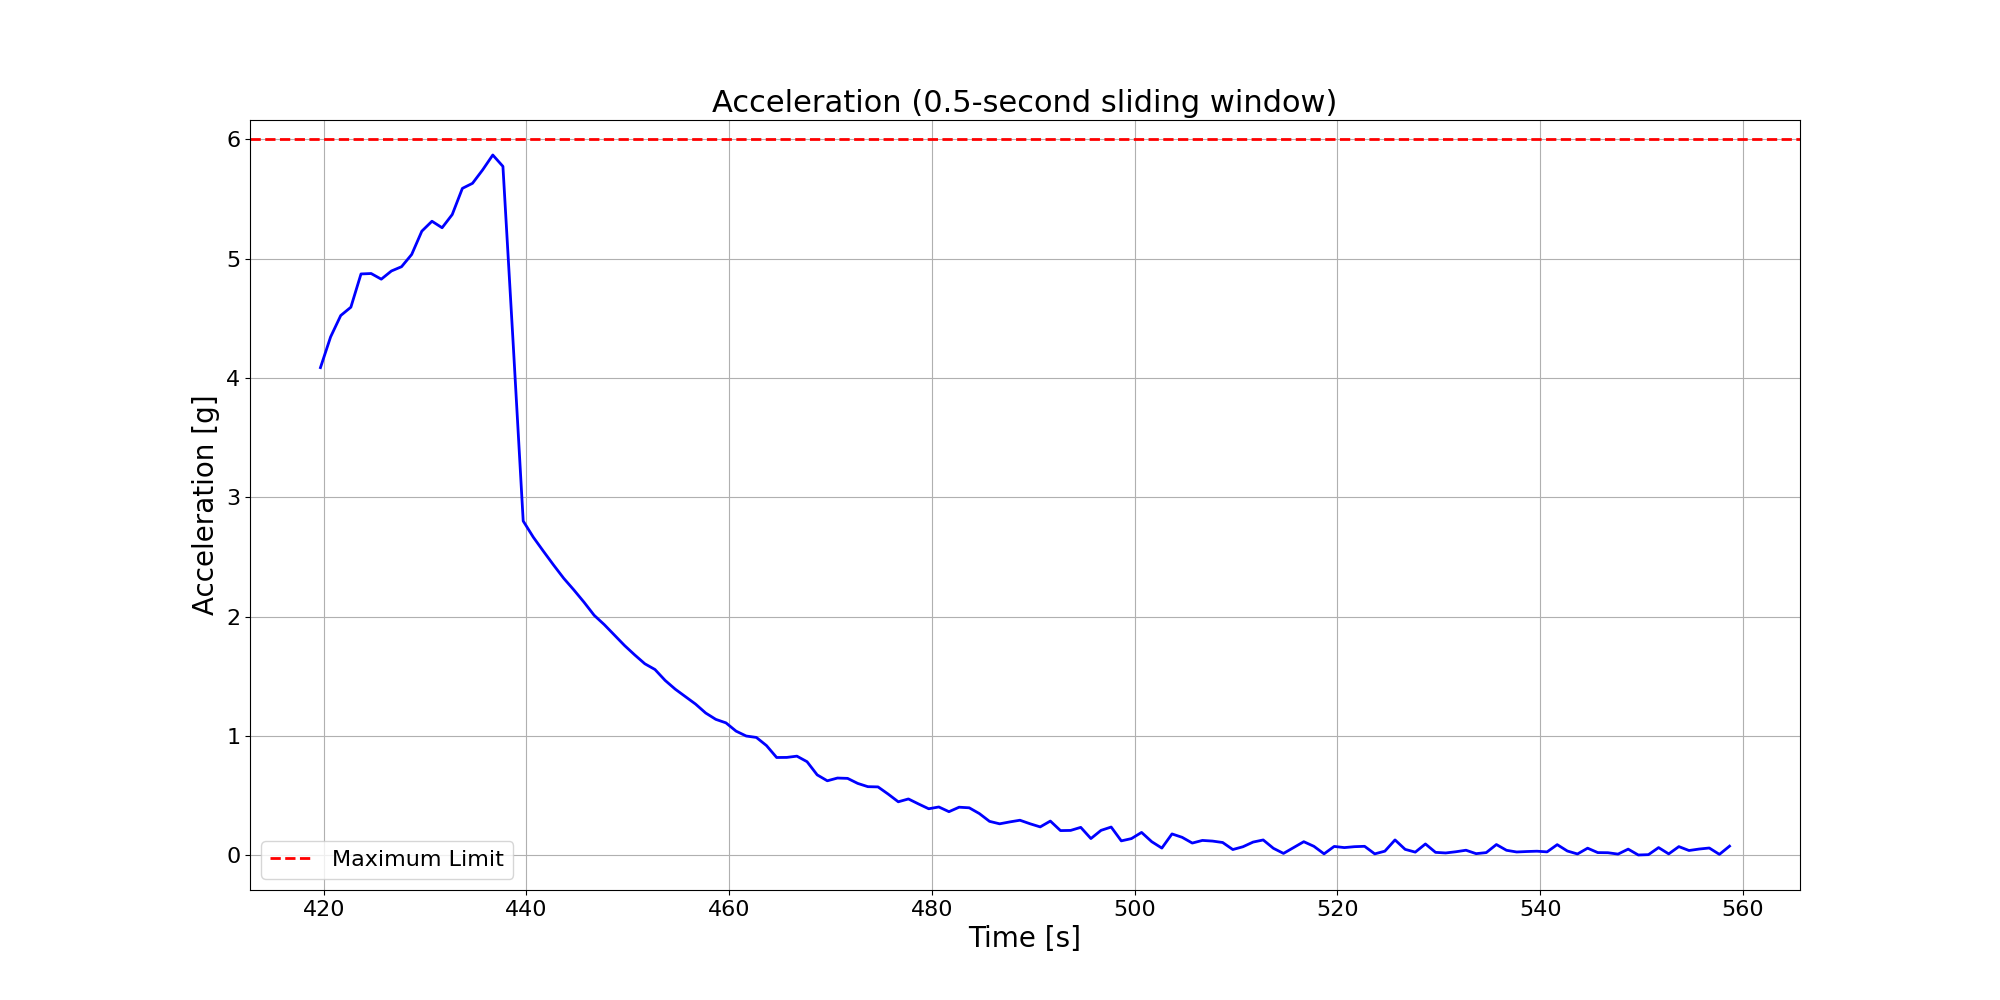 Acceleration (0.5-second sliding window)
6
5
4
3
2
1
0
Acceleration [g]
Maximum Limit
420 440 460 480 500 520 540 560
Time [s]